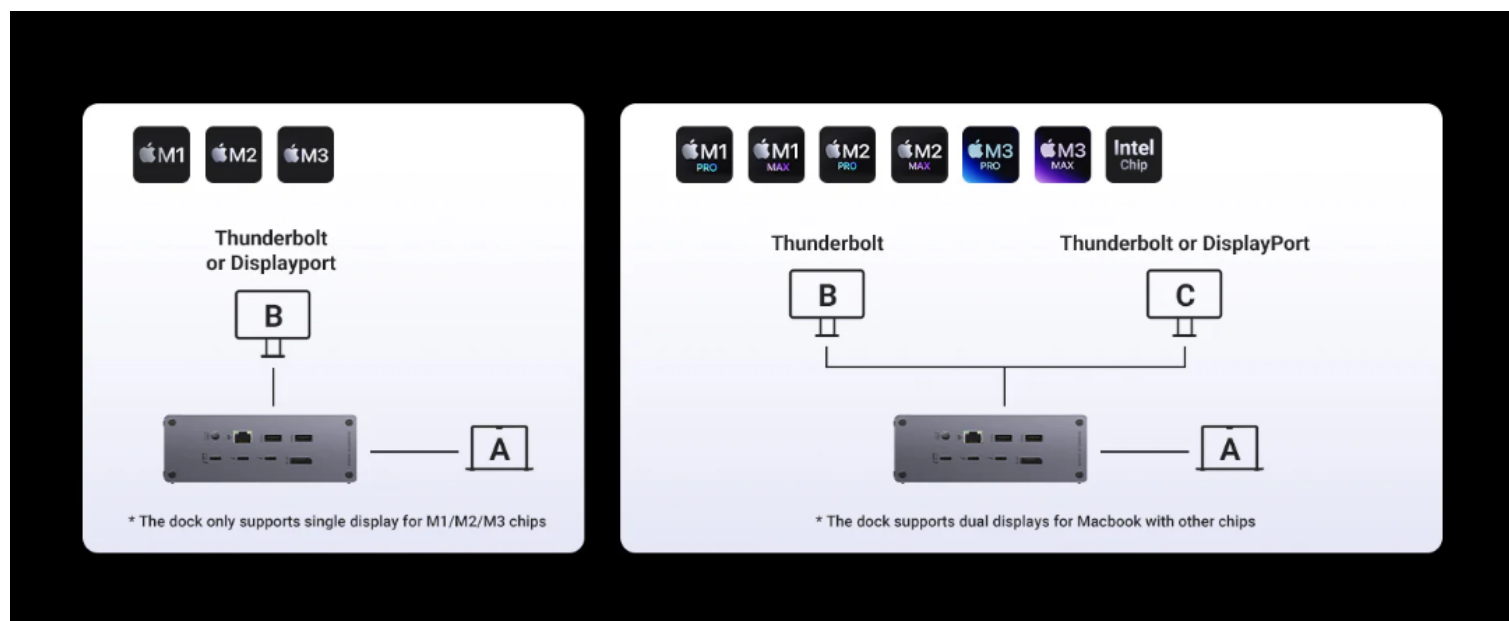 M1
M2
M3
Thunderbolt
or Displayport
B
A
* The dock only supports single display for M1/M2/M3 chips
M1 PRO
M1 MAX
M2 PRO
M2 MAX
M3 PRO
M3 MAX
Intel Chip
Thunderbolt
Thunderbolt or DisplayPort
B
C
A
* The dock supports dual displays for Macbook with other chips